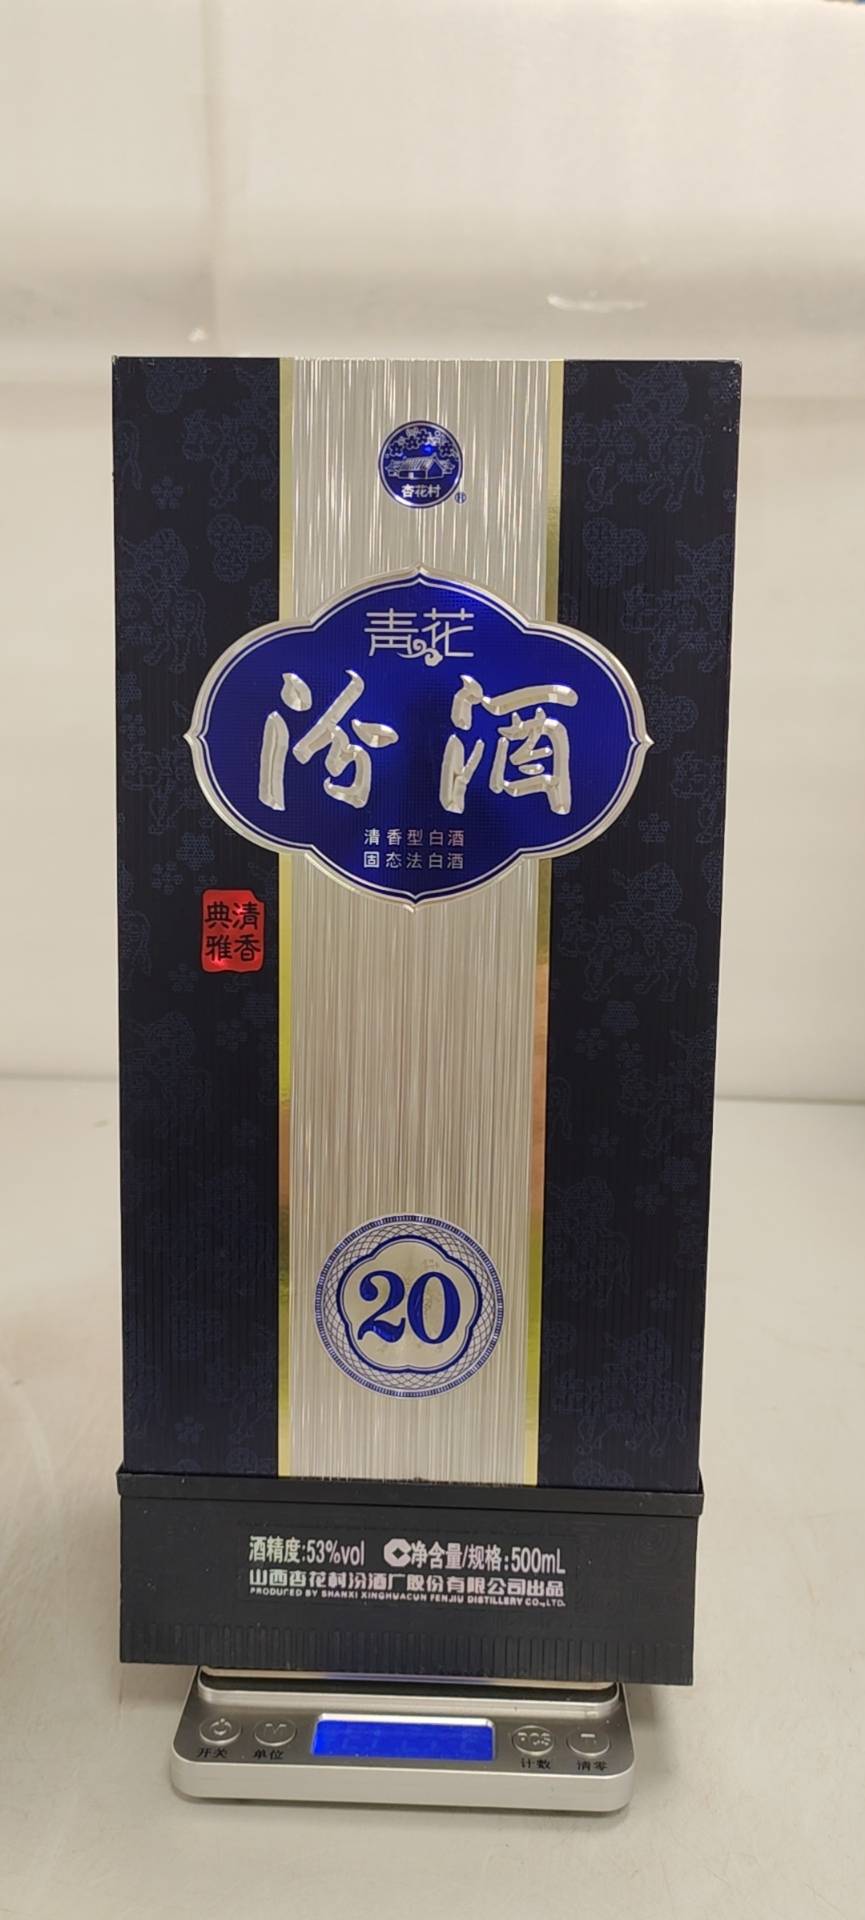 杏花村
®
青花
汾酒
清香型白酒
固态法白酒
清香
典雅
20
酒精度:53%vol 净含量/规格:500mL
山西杏花村汾酒厂股份有限公司出品
PRODUCED BY SHANXI XINGHUACUN FENJIU DISTILLERY CO.,LTD.
开关 单位 PCS 计数 清零